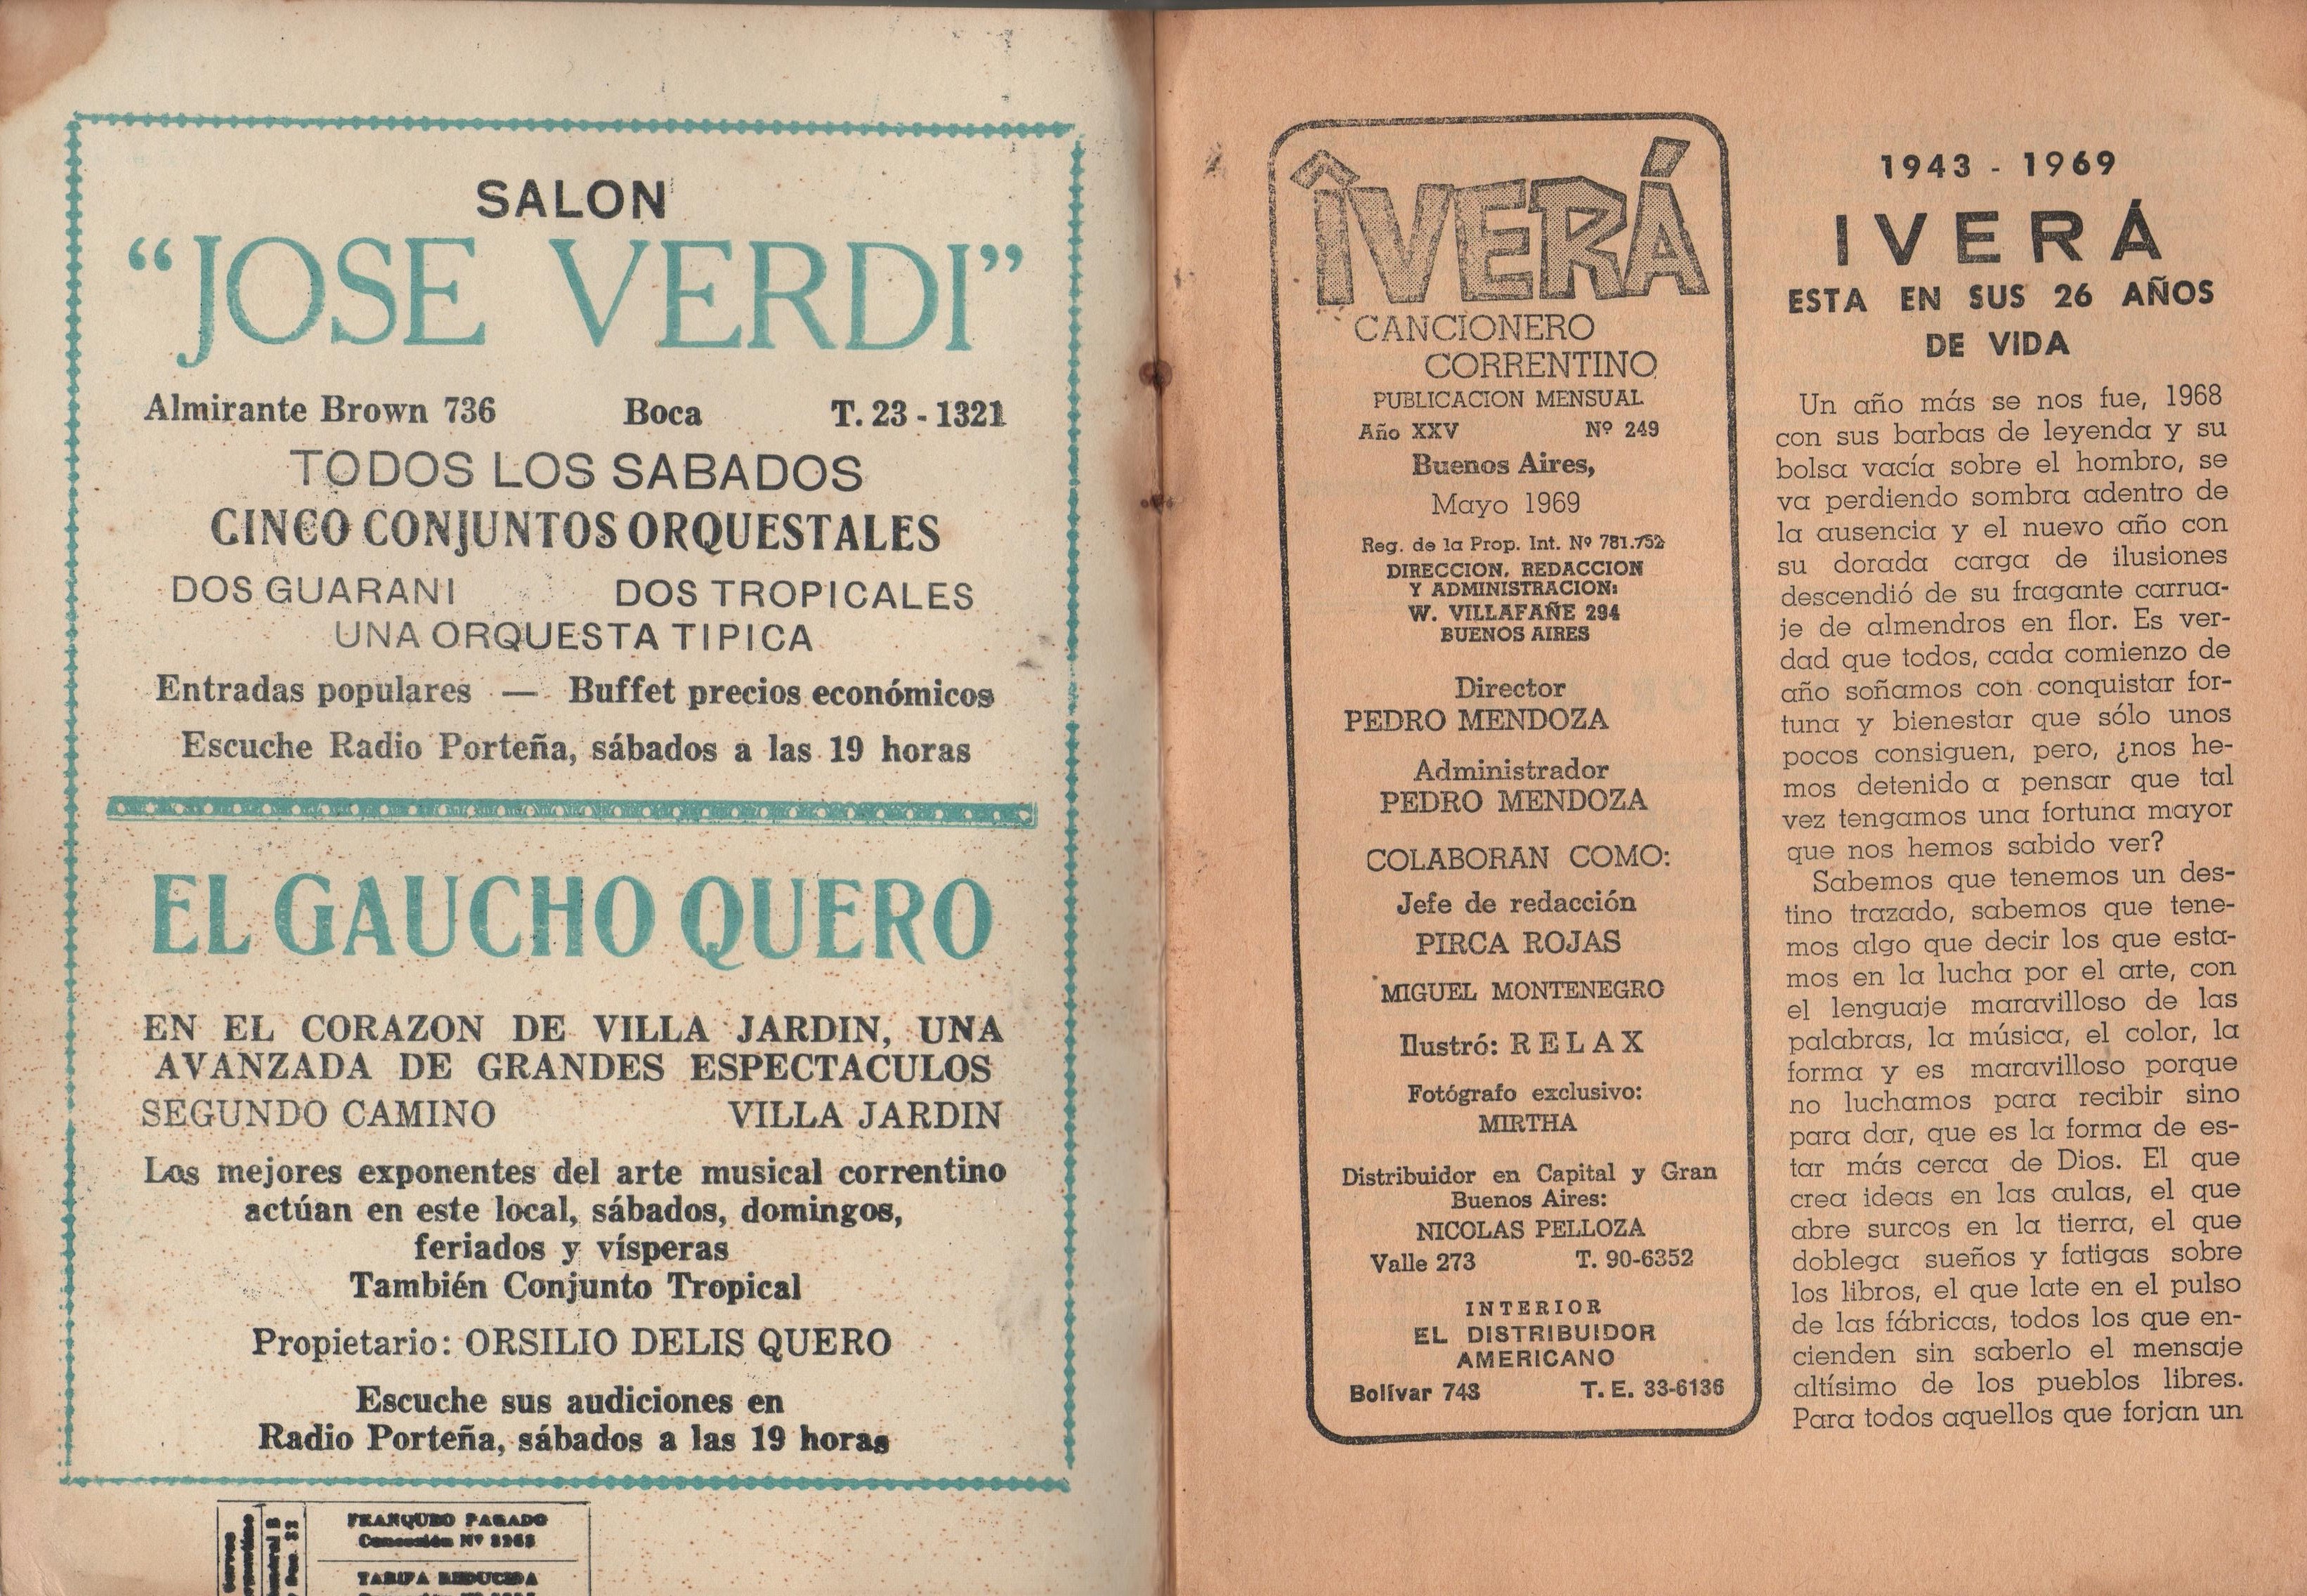 SALON
“JOSE VERDI”
Almirante Brown 736 Boca T. 23 - 1321
TODOS LOS SABADOS
CINCO CONJUNTOS ORQUESTALES
DOS GUARANI DOS TROPICALES
UNA ORQUESTA TIPICA
Entradas populares — Buffet precios económicos
Escuche Radio Porteña, sábados a las 19 horas
EL GAUCHO QUERO
EN EL CORAZON DE VILLA JARDIN, UNA
AVANZADA DE GRANDES ESPECTACULOS
SEGUNDO CAMINO VILLA JARDIN
Los mejores exponentes del arte musical correntino
actúan en este local, sábados, domingos,
feriados y vísperas
También Conjunto Tropical
Propietario: ORSILIO DELIS QUERO
Escuche sus audiciones en
Radio Porteña, sábados a las 19 horas
FRANQUEO PAGADO
Concesión Nº
TARIFA REDUCIDA
ÎVERÁ
CANCIONERO
CORRENTINO
PUBLICACION MENSUAL
Año XXV Nº 249
Buenos Aires,
Mayo 1969
Reg. de la Prop. Int. Nº 781.752
DIRECCION, REDACCION
Y ADMINISTRACION:
W. VILLAFAÑE 294
BUENOS AIRES
Director
PEDRO MENDOZA
Administrador
PEDRO MENDOZA
COLABORAN COMO:
Jefe de redacción
PIRCA ROJAS
MIGUEL MONTENEGRO
Ilustró: RELAX
Fotógrafo exclusivo:
MIRTHA
Distribuidor en Capital y Gran
Buenos Aires:
NICOLAS PELLOZA
Valle 273 T. 90-6352
INTERIOR
EL DISTRIBUIDOR
AMERICANO
Bolívar 743 T. E. 33-6136
1943 - 1969
IVERÁ
ESTA EN SUS 26 AÑOS
DE VIDA
Un año más se nos fue, 1968
con sus barbas de leyenda y su
bolsa vacía sobre el hombro, se
va perdiendo sombra adentro de
la ausencia y el nuevo año con
su dorada carga de ilusiones
descendió de su fragante carrua-
je de almendros en flor. Es ver-
dad que todos, cada comienzo de
año soñamos con conquistar for-
tuna y bienestar que sólo unos
pocos consiguen, pero, ¿nos he-
mos detenido a pensar que tal
vez tengamos una fortuna mayor
que nos hemos sabido ver?
Sabemos que tenemos un des-
tino trazado, sabemos que tene-
mos algo que decir los que esta-
mos en la lucha por el arte, con
el lenguaje maravilloso de las
palabras, la música, el color, la
forma y es maravilloso porque
no luchamos para recibir sino
para dar, que es la forma de es-
tar más cerca de Dios. El que
crea ideas en las aulas, el que
abre surcos en la tierra, el que
doblega sueños y fatigas sobre
los libros, el que late en el pulso
de las fábricas, todos los que en-
cienden sin saberlo el mensaje
altísimo de los pueblos libres.
Para todos aquellos que forjan un